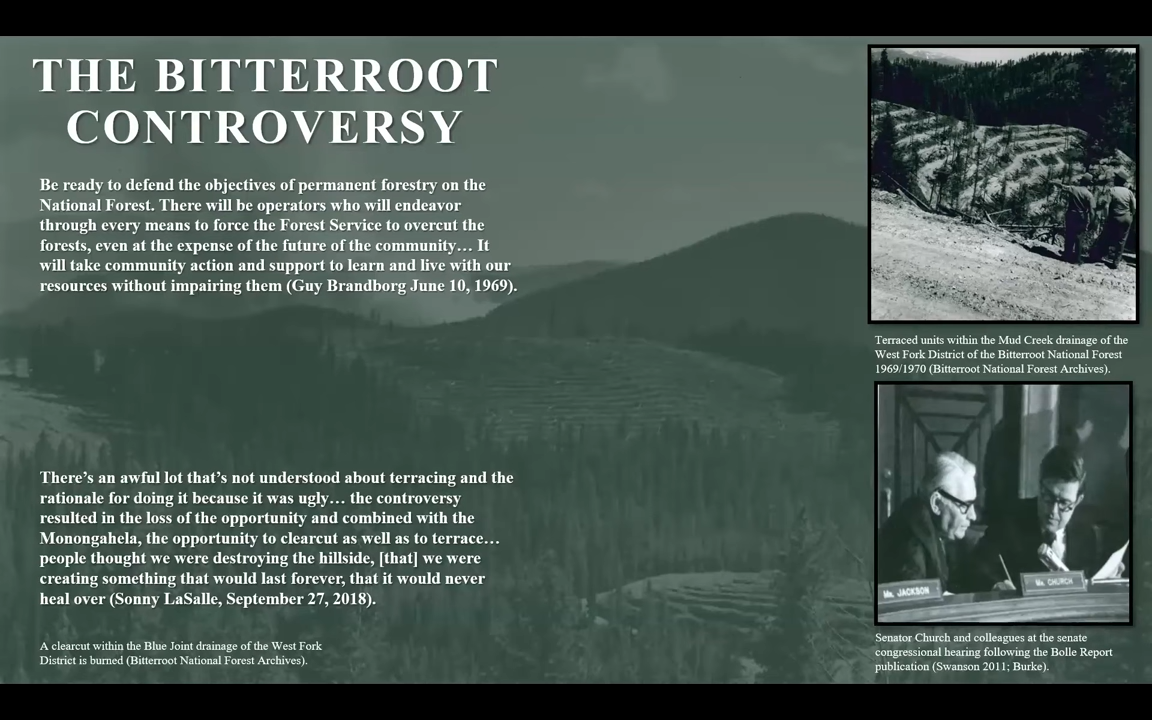 THE BITTERROOT
CONTROVERSY
Be ready to defend the objectives of permanent forestry on the
National Forest. There will be operators who will endeavor
through every means to force the Forest Service to overcut the
forests, even at the expense of the future of the community… It
will take community action and support to learn and live with our
resources without impairing them (Guy Brandborg June 10, 1969).
There’s an awful lot that’s not understood about terracing and the
rationale for doing it because it was ugly… the controversy
resulted in the loss of the opportunity and combined with the
Monongahela, the opportunity to clearcut as well as to terrace…
people thought we were destroying the hillside, [that] we were
creating something that would last forever, that it would never
heal over (Sonny LaSalle, September 27, 2018).
A clearcut within the Blue Joint drainage of the West Fork
District is burned (Bitterroot National Forest Archives).
Terraced units within the Mud Creek drainage of the
West Fork District of the Bitterroot National Forest
1969/1970 (Bitterroot National Forest Archives).
MR. JACKSON
MR. CHURCH
Senator Church and colleagues at the senate
congressional hearing following the Bolle Report
publication (Swanson 2011; Burke).